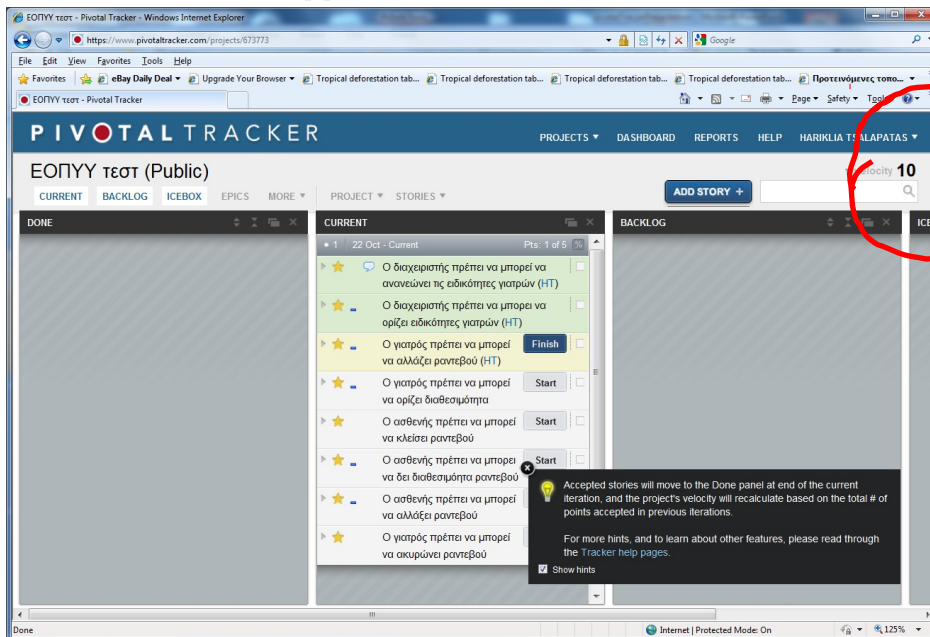 ΕΟΠΥΥ τεστ - Pivotal Tracker - Windows Internet Explorer
https://www.pivotaltracker.com/projects/673773
Google
File Edit View Favorites Tools Help
Favorites eBay Daily Deal Upgrade Your Browser Tropical deforestation tab... Tropical deforestation tab... Tropical deforestation tab... Tropical deforestation tab... Προτεινόμενες τοπο...
ΕΟΠΥΥ τεστ - Pivotal Tracker Page Safety Tools
PIVOTAL TRACKER PROJECTS DASHBOARD REPORTS HELP HARIKLIA TSALAPATAS
ΕΟΠΥΥ τεστ (Public) Velocity 10
CURRENT BACKLOG ICEBOX EPICS MORE PROJECT STORIES ADD STORY +
DONE CURRENT BACKLOG ICE
1 22 Oct - Current Pts: 1 of 5 %
Ο διαχειριστής πρέπει να μπορεί να
ανανεώνει τις ειδικότητες γιατρών (HT)
Ο διαχειριστής πρέπει να μπορει να
ορίζει ειδικότητες γιατρών (HT)
Ο γιατρός πρέπει να μπορεί Finish
να αλλάζει ραντεβού (HT)
Ο γιατρός πρέπει να μπορεί Start
να ορίζει διαθεσιμότητα
Ο ασθενής πρέπει να μπορεί Start
να κλείσει ραντεβού
Ο ασθενής πρέπει να μπορει Start
να δει διαθεσιμόητα ραντεβού
Ο ασθενής πρέπει να μπορεί
να αλλάξει ραντεβού
Ο γιατρός πρέπει να μπορεί
να ακυρώνει ραντεβού
Accepted stories will move to the Done panel at end of the current
iteration, and the project's velocity will recalculate based on the total # of
points accepted in previous iterations.
For more hints, and to learn about other features, please read through
the Tracker help pages.
Show hints
Done Internet | Protected Mode: On 125%